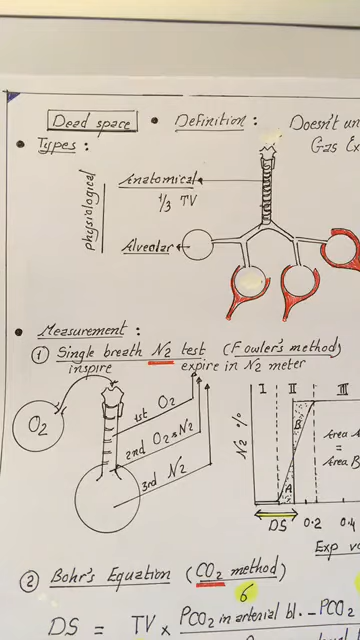 Dead space • Definition : Doesn't un
• Types : Gas Ex
physiological
Anatomical
1/3 TV
Alveolar
• Measurement :
① Single breath N2 test (Fowler's method)
inspire expire in N2 meter
O2
1st O2
2nd O2 & N2
3rd N2
N2 %
I II III
B
A
Area A
=
Area B
DS 0.2 0.4
Exp vo
② Bohr's Equation (CO2 method)
6
DS = TV x PCO2 in arterial bl. - PCO2